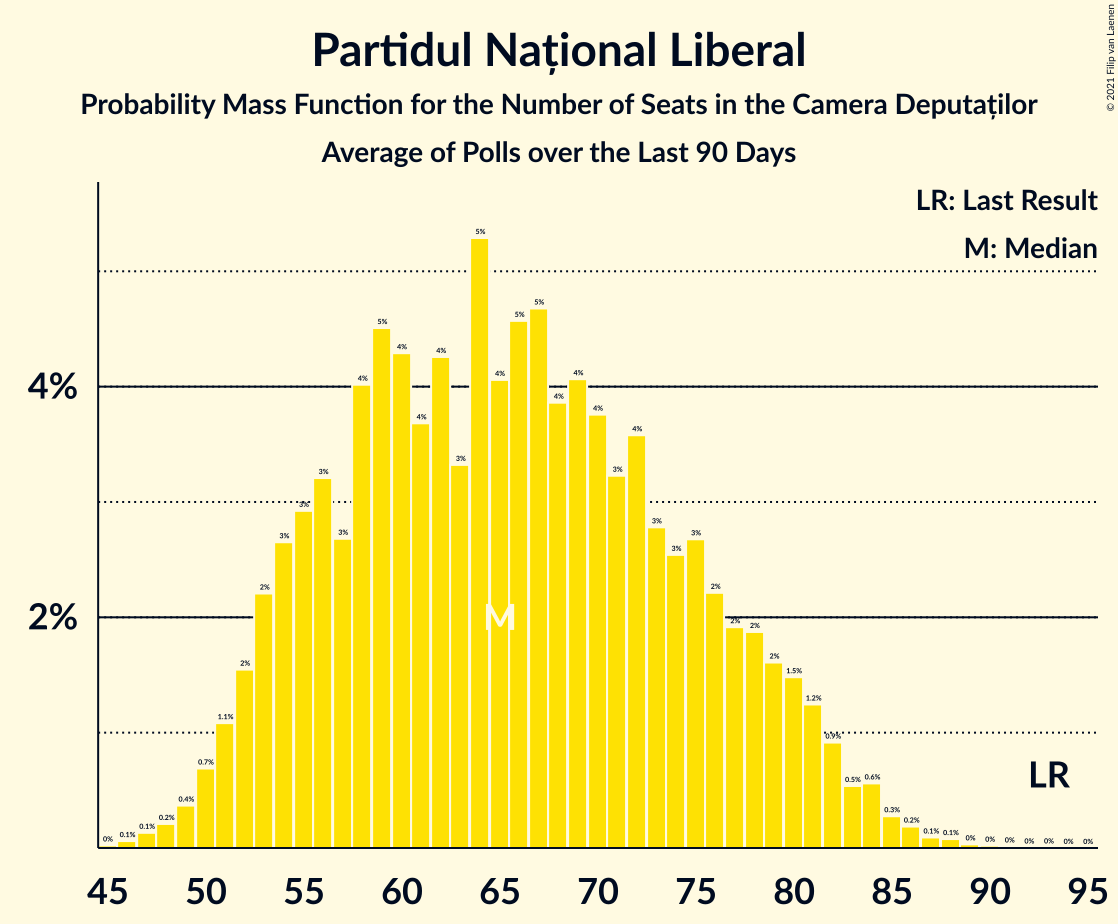 Partidul Național Liberal
Probability Mass Function for the Number of Seats in the Camera Deputaților
Average of Polls over the Last 90 Days
© 2021 Filip van Laenen
LR: Last Result
M: Median
4%
2%
0% 0.1% 0.1% 0.2% 0.4% 0.7% 1.1% 2% 2% 3% 3% 3% 3% 4% 5% 4% 4% 4% 3% 5% 4% 5% 5% 4% 4% 4% 3% 4% 3% 3% 3% 2% 2% 2% 2% 1.5% 1.2% 0.9% 0.5% 0.6% 0.3% 0.2% 0.1% 0.1% 0% 0% 0% 0% 0% 0% 0%
M
LR
45 50 55 60 65 70 75 80 85 90 95